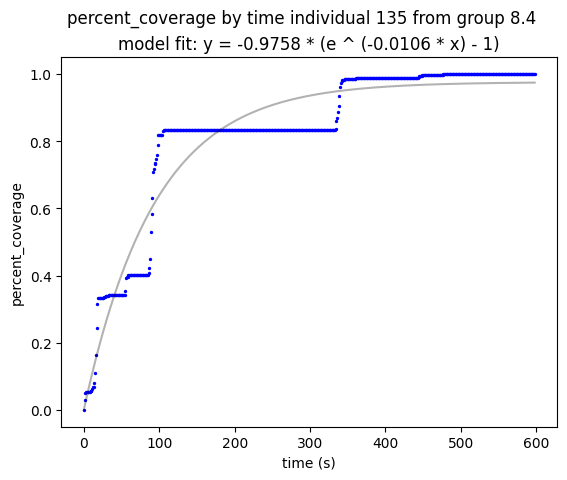 percent_coverage by time individual 135 from group 8.4
model fit: y = -0.9758 * (e ^ (-0.0106 * x) - 1)
1.0
0.8
0.6
0.4
0.2
0.0
percent_coverage
0 100 200 300 400 500 600
time (s)